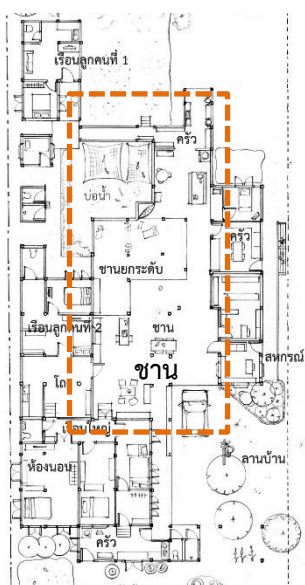 เรือนลูกคนที่ 1
ครัว
บ่อน้ำ
ครัว
ชานยกระดับ
เรือนลูกคนที่ 2
ชาน
สหกรณ์
ชาน
โถง
เรือนใหญ่
ห้องนอน
ลานบ้าน
ครัว